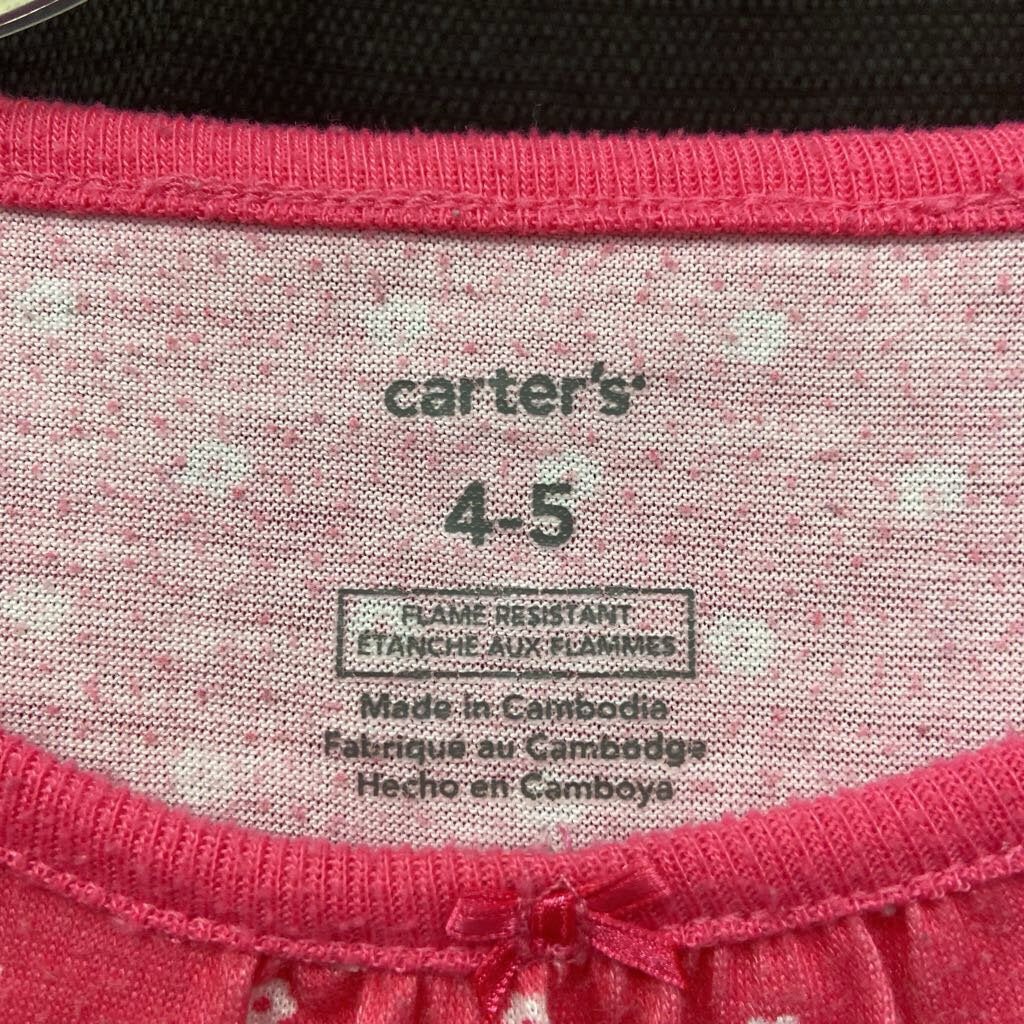 carter's
4-5
FLAME RESISTANT
ÉTANCHE AUX FLAMMES
Made in Cambodia
Fabriqué au Cambodge
Hecho en Camboya